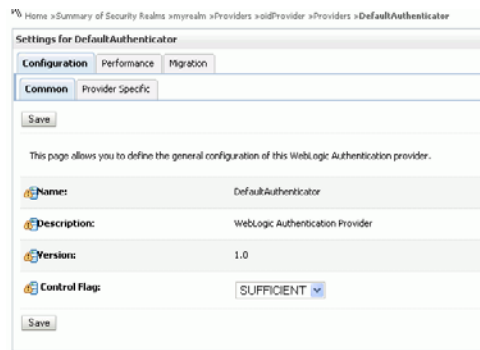 Home >Summary of Security Realms >myrealm >Providers >oidProvider >Providers >DefaultAuthenticator
Settings for DefaultAuthenticator
Configuration Performance Migration
Common Provider Specific
Save
This page allows you to define the general configuration of this WebLogic Authentication provider.
Name: DefaultAuthenticator
Description: WebLogic Authentication Provider
Version: 1.0
Control Flag: SUFFICIENT
Save